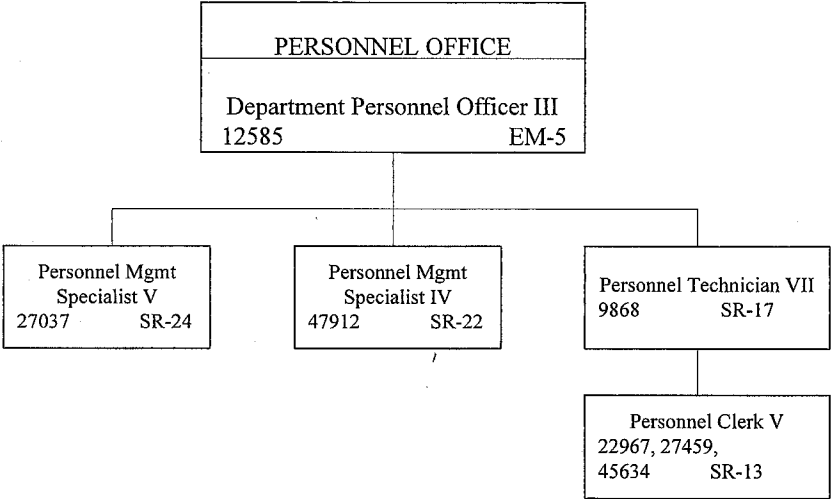 PERSONNEL OFFICE
Department Personnel Officer III
12585 EM-5
Personnel Mgmt
Specialist V
27037 SR-24
Personnel Mgmt
Specialist IV
47912 SR-22
Personnel Technician VII
9868 SR-17
Personnel Clerk V
22967, 27459,
45634 SR-13